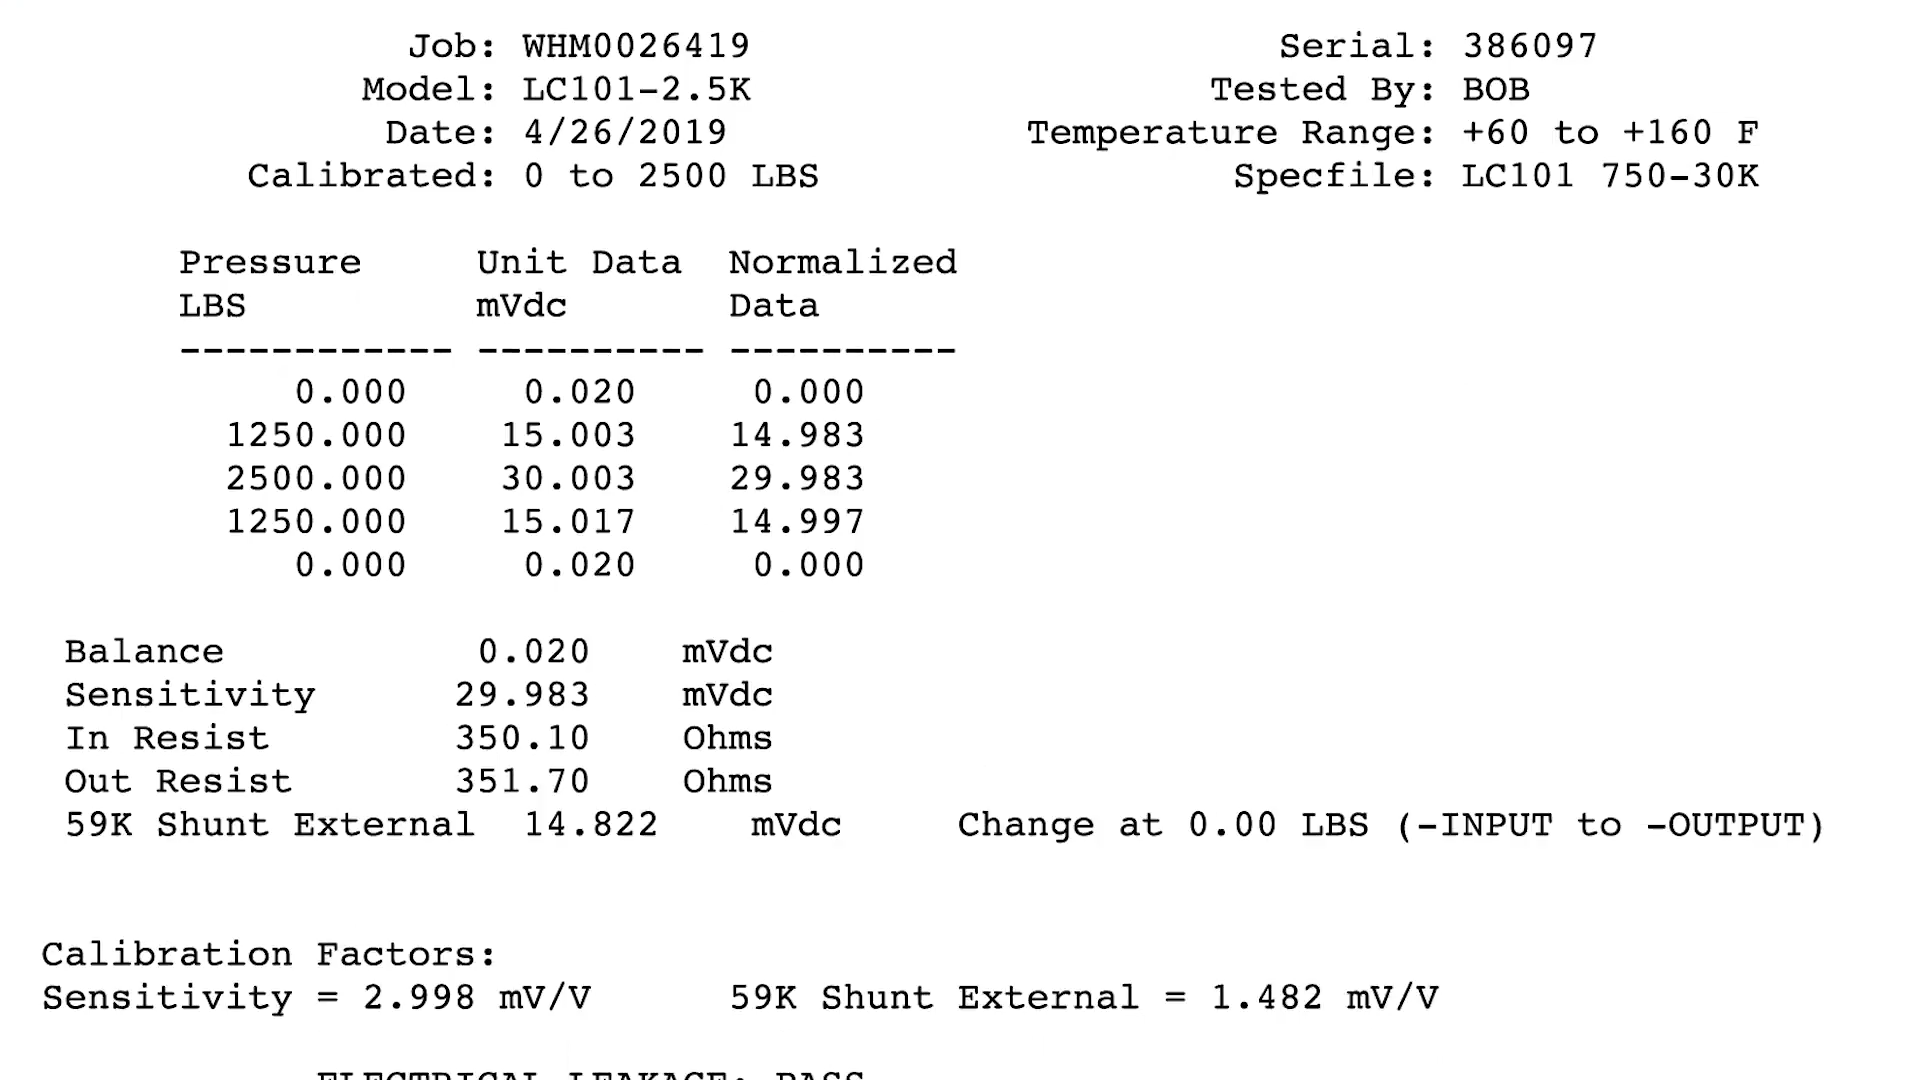 Job: WHM0026419 Serial: 386097
Model: LC101-2.5K Tested By: BOB
Date: 4/26/2019 Temperature Range: +60 to +160 F
Calibrated: 0 to 2500 LBS Specfile: LC101 750-30K
Pressure Unit Data Normalized
LBS mVdc Data
------------ ---------- ----------
0.000 0.020 0.000
1250.000 15.003 14.983
2500.000 30.003 29.983
1250.000 15.017 14.997
0.000 0.020 0.000
Balance 0.020 mVdc
Sensitivity 29.983 mVdc
In Resist 350.10 Ohms
Out Resist 351.70 Ohms
59K Shunt External 14.822 mVdc Change at 0.00 LBS (-INPUT to -OUTPUT)
Calibration Factors:
Sensitivity = 2.998 mV/V 59K Shunt External = 1.482 mV/V
ELECTRICAL LEAKAGE: PASS